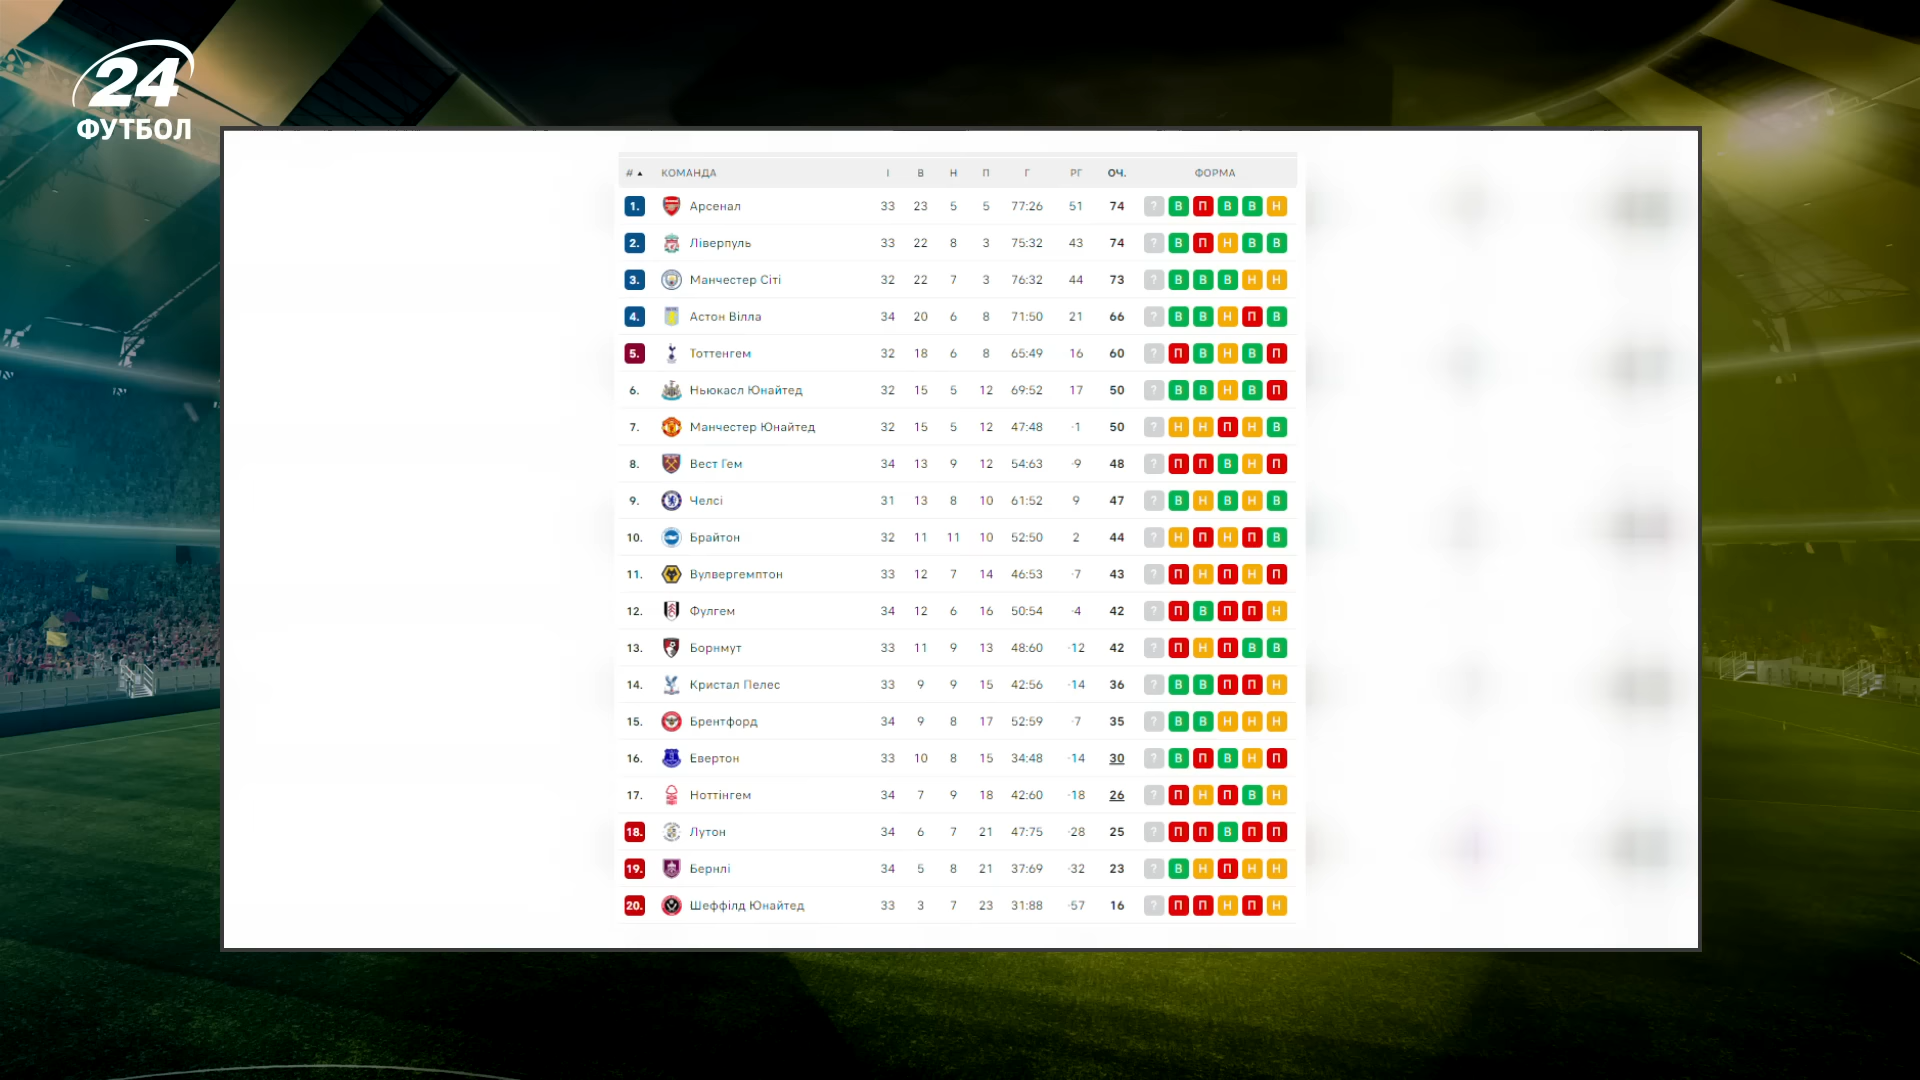 24
ФУТБОЛ
# КОМАНДА І В Н П Г РГ ОЧ. ФОРМА
1. Арсенал 33 23 5 5 77:26 51 74 ? В П В В Н
2. Ліверпуль 33 22 8 3 75:32 43 74 ? В П Н В В
3. Манчестер Сіті 32 22 7 3 76:32 44 73 ? В В В Н Н
4. Астон Вілла 34 20 6 8 71:50 21 66 ? В В Н П В
5. Тоттенгем 32 18 6 8 65:49 16 60 ? П В Н В П
6. Ньюкасл Юнайтед 32 15 5 12 69:52 17 50 ? В В Н В П
7. Манчестер Юнайтед 32 15 5 12 47:48 -1 50 ? Н Н П Н В
8. Вест Гем 34 13 9 12 54:63 -9 48 ? П П В Н П
9. Челсі 31 13 8 10 61:52 9 47 ? В Н В Н В
10. Брайтон 32 11 11 10 52:50 2 44 ? Н П Н П В
11. Вулвергемптон 33 12 7 14 46:53 -7 43 ? П Н П Н П
12. Фулгем 34 12 6 16 50:54 -4 42 ? П В П П Н
13. Борнмут 33 11 9 13 48:60 -12 42 ? П Н П В В
14. Кристал Пелес 33 9 9 15 42:56 -14 36 ? В В П П Н
15. Брентфорд 34 9 8 17 52:59 -7 35 ? В В Н Н Н
16. Евертон 33 10 8 15 34:48 -14 30 ? В П В Н П
17. Ноттінгем 34 7 9 18 42:60 -18 26 ? П Н П В Н
18. Лутон 34 6 7 21 47:75 -28 25 ? П П В П П
19. Бернлі 34 5 8 21 37:69 -32 23 ? В Н П Н Н
20. Шеффілд Юнайтед 33 3 7 23 31:88 -57 16 ? П П Н П Н